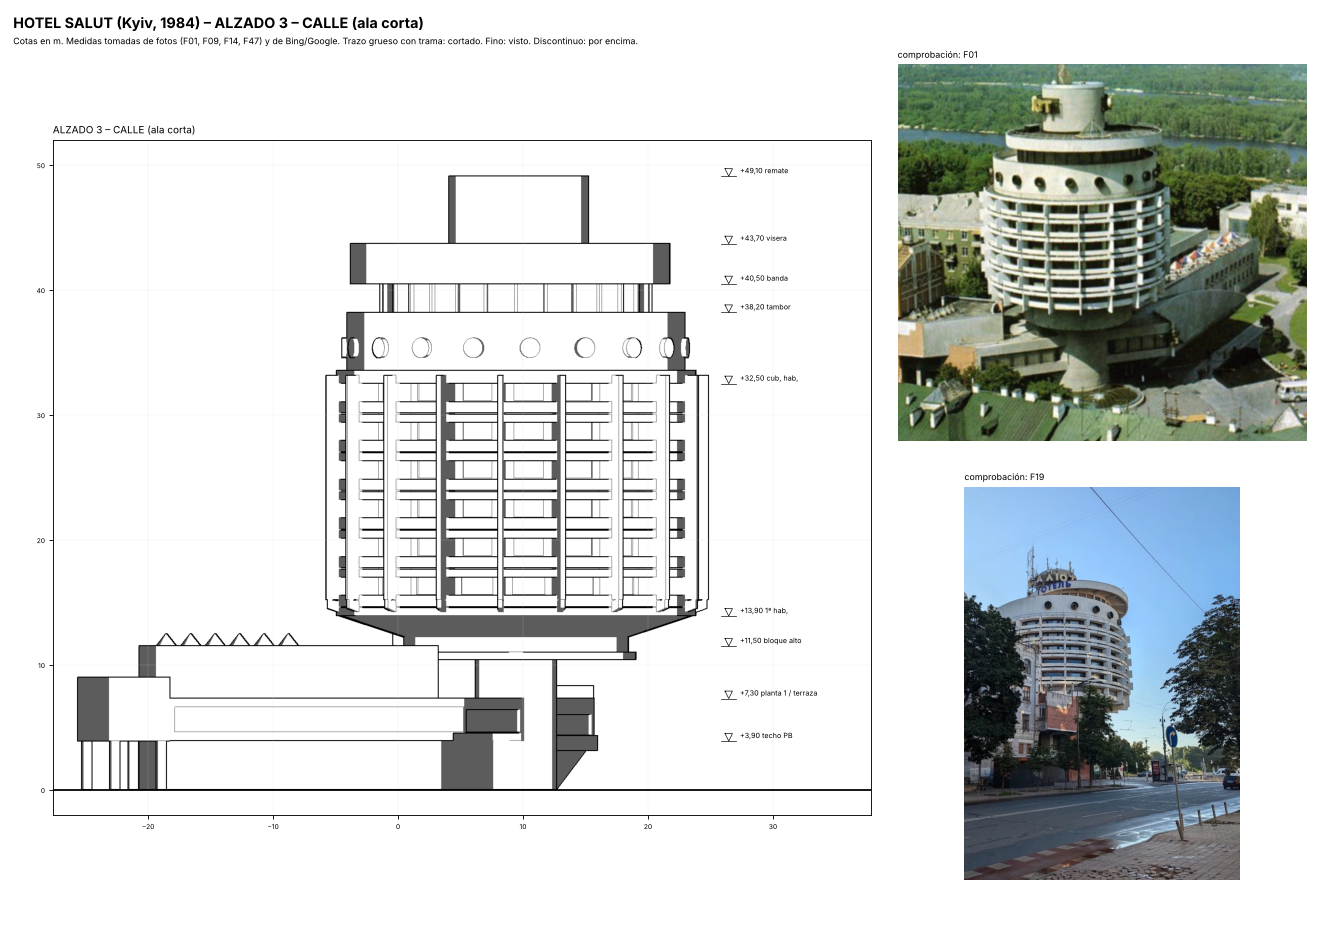 HOTEL SALUT (Kyiv, 1984) – ALZADO 3 – CALLE (ala corta)
Cotas en m. Medidas tomadas de fotos (F01, F09, F14, F47) y de Bing/Google. Trazo grueso con trama: cortado. Fino: visto. Discontinuo: por encima.
comprobación: F01
ALZADO 3 – CALLE (ala corta)
50
+49,10 remate
+43,70 visera
+40,50 banda
40
+38,20 tambor
+32,50 cub, hab,
30
20
+13,90 1ª hab,
+11,50 bloque alto
10
+7,30 planta 1 / terraza
+3,90 techo PB
0
−20
−10
0
10
20
30
comprobación: F19
ГОТЕЛЬ